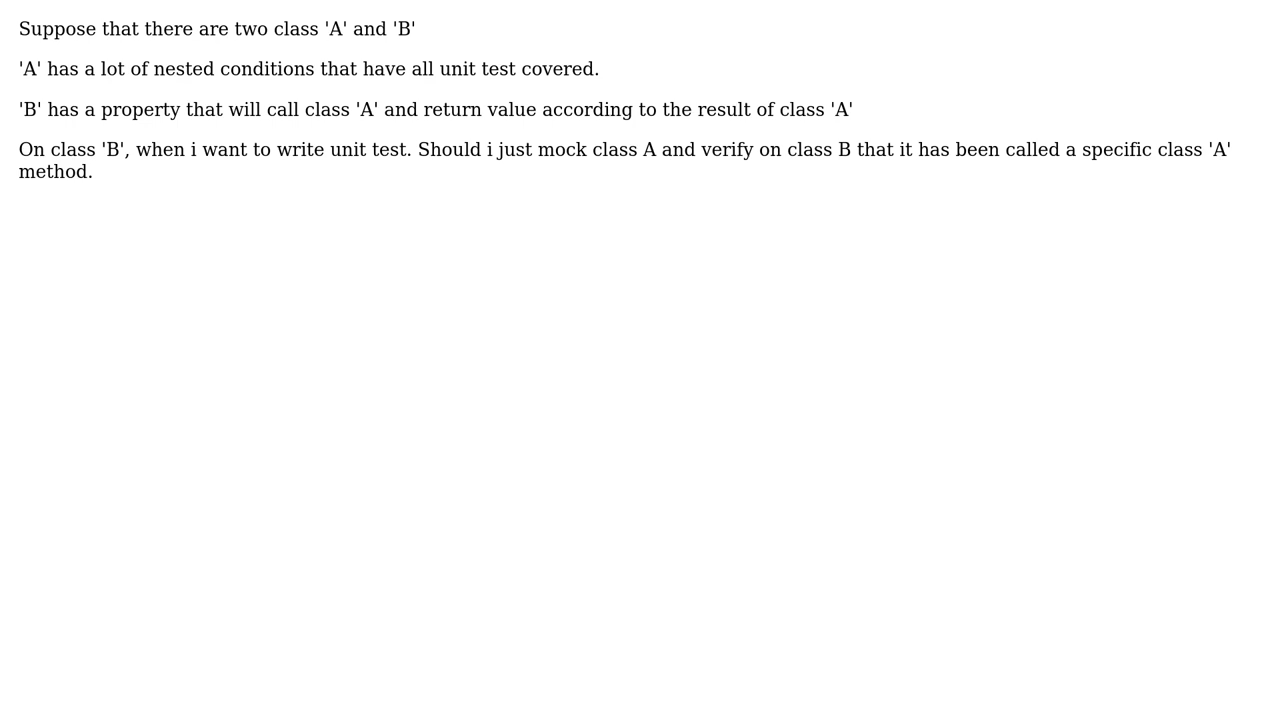 Suppose that there are two class 'A' and 'B'
'A' has a lot of nested conditions that have all unit test covered.
'B' has a property that will call class 'A' and return value according to the result of class 'A'
On class 'B', when i want to write unit test. Should i just mock class A and verify on class B that it has been called a specific class 'A'
method.